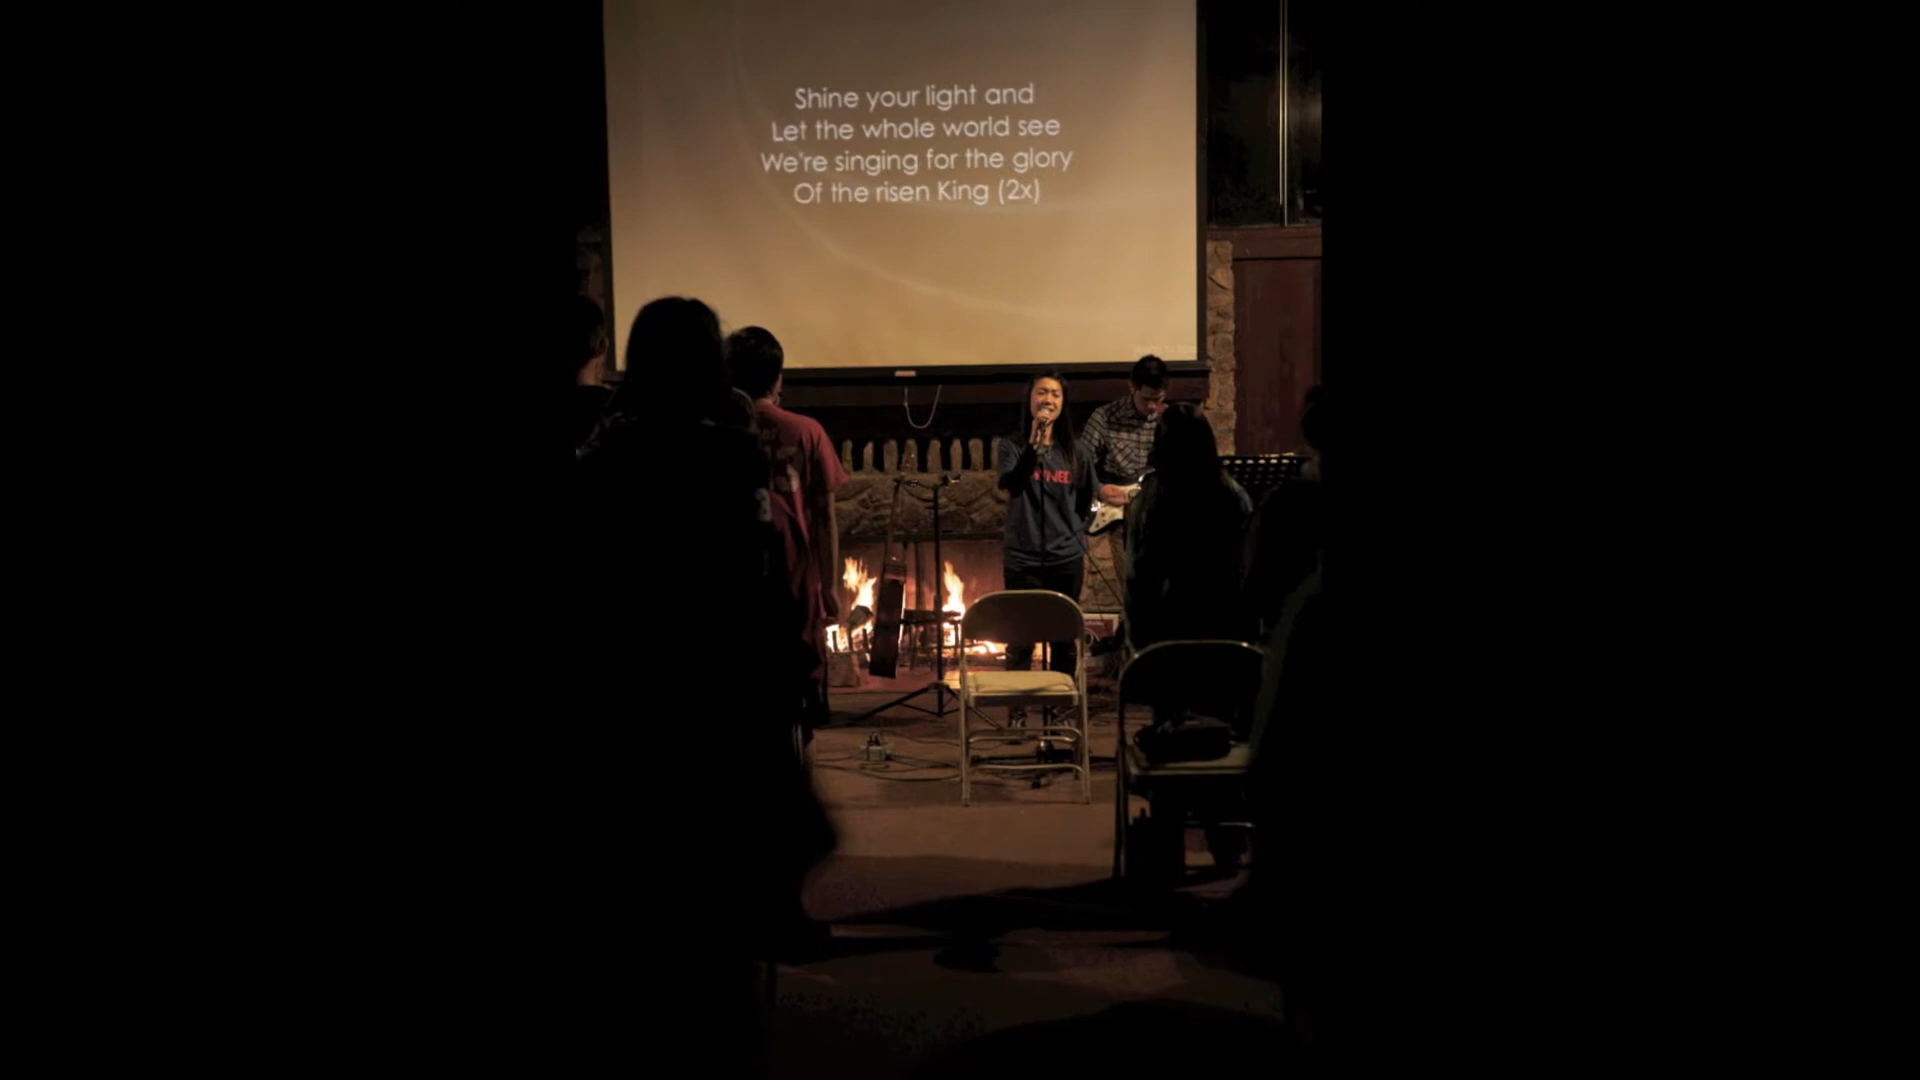 Shine your light and
Let the whole world see
We're singing for the glory
Of the risen King (2x)